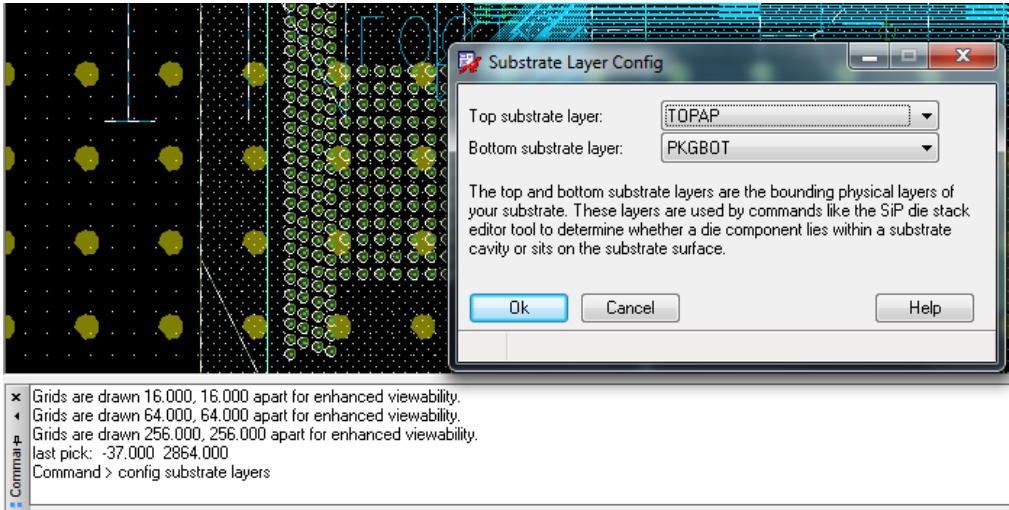 Substrate Layer Config
Top substrate layer: TOPAP
Bottom substrate layer: PKGBOT
The top and bottom substrate layers are the bounding physical layers of
your substrate. These layers are used by commands like the SiP die stack
editor tool to determine whether a die component lies within a substrate
cavity or sits on the substrate surface.
Ok Cancel Help
Grids are drawn 16.000, 16.000 apart for enhanced viewability.
Grids are drawn 64.000, 64.000 apart for enhanced viewability.
Grids are drawn 256.000, 256.000 apart for enhanced viewability.
last pick: -37.000 2864.000
Command > config substrate layers